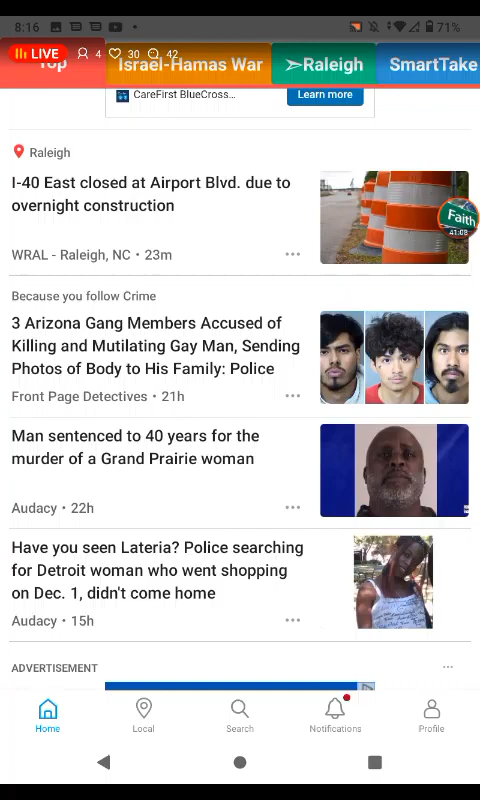 8:16
71%
LIVE 4 30 42
Top
Israel-Hamas War
➣Raleigh
SmartTake
CareFirst BlueCross...
Learn more
Raleigh
I-40 East closed at Airport Blvd. due to
overnight construction
WRAL - Raleigh, NC • 23m
Faith
41:03
Because you follow Crime
3 Arizona Gang Members Accused of
Killing and Mutilating Gay Man, Sending
Photos of Body to His Family: Police
Front Page Detectives • 21h
Man sentenced to 40 years for the
murder of a Grand Prairie woman
Audacy • 22h
Have you seen Lateria? Police searching
for Detroit woman who went shopping
on Dec. 1, didn't come home
Audacy • 15h
ADVERTISEMENT
Home
Local
Search
Notifications
Profile